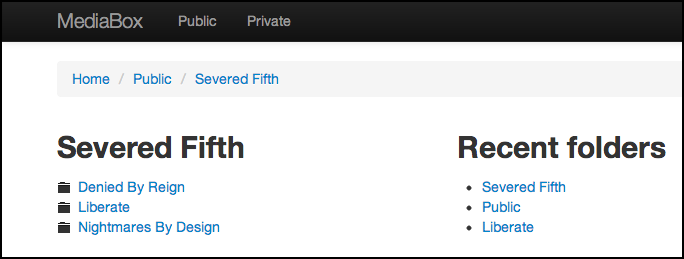 MediaBox Public Private
Home / Public / Severed Fifth
Severed Fifth
Denied By Reign
Liberate
Nightmares By Design
Recent folders
Severed Fifth
Public
Liberate